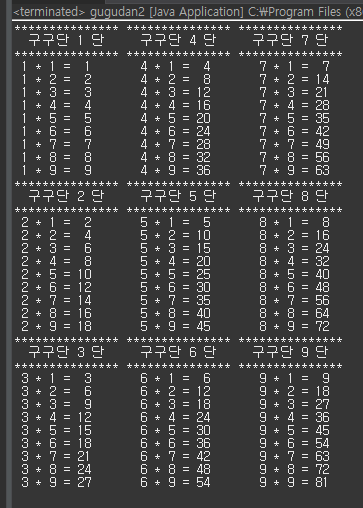 <terminated> gugudan2 [Java Application] C:₩Program Files (x8
*************** *************** ***************
구구단 1 단 구구단 4 단 구구단 7 단
*************** *************** ***************
1 * 1 = 1 4 * 1 = 4 7 * 1 = 7
1 * 2 = 2 4 * 2 = 8 7 * 2 = 14
1 * 3 = 3 4 * 3 = 12 7 * 3 = 21
1 * 4 = 4 4 * 4 = 16 7 * 4 = 28
1 * 5 = 5 4 * 5 = 20 7 * 5 = 35
1 * 6 = 6 4 * 6 = 24 7 * 6 = 42
1 * 7 = 7 4 * 7 = 28 7 * 7 = 49
1 * 8 = 8 4 * 8 = 32 7 * 8 = 56
1 * 9 = 9 4 * 9 = 36 7 * 9 = 63
*************** *************** ***************
구구단 2 단 구구단 5 단 구구단 8 단
*************** *************** ***************
2 * 1 = 2 5 * 1 = 5 8 * 1 = 8
2 * 2 = 4 5 * 2 = 10 8 * 2 = 16
2 * 3 = 6 5 * 3 = 15 8 * 3 = 24
2 * 4 = 8 5 * 4 = 20 8 * 4 = 32
2 * 5 = 10 5 * 5 = 25 8 * 5 = 40
2 * 6 = 12 5 * 6 = 30 8 * 6 = 48
2 * 7 = 14 5 * 7 = 35 8 * 7 = 56
2 * 8 = 16 5 * 8 = 40 8 * 8 = 64
2 * 9 = 18 5 * 9 = 45 8 * 9 = 72
*************** *************** ***************
구구단 3 단 구구단 6 단 구구단 9 단
*************** *************** ***************
3 * 1 = 3 6 * 1 = 6 9 * 1 = 9
3 * 2 = 6 6 * 2 = 12 9 * 2 = 18
3 * 3 = 9 6 * 3 = 18 9 * 3 = 27
3 * 4 = 12 6 * 4 = 24 9 * 4 = 36
3 * 5 = 15 6 * 5 = 30 9 * 5 = 45
3 * 6 = 18 6 * 6 = 36 9 * 6 = 54
3 * 7 = 21 6 * 7 = 42 9 * 7 = 63
3 * 8 = 24 6 * 8 = 48 9 * 8 = 72
3 * 9 = 27 6 * 9 = 54 9 * 9 = 81